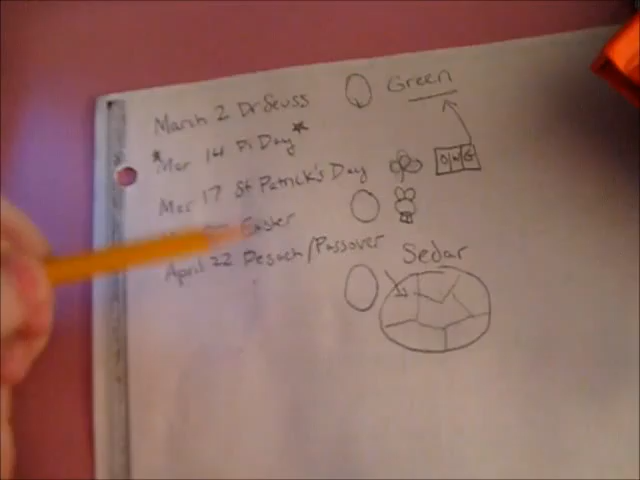 March 2 Dr Seuss Green
*Mar 14 Pi Day*
Mar 17 St Patrick's Day
Easter
April 22 Pesach/Passover Sedar